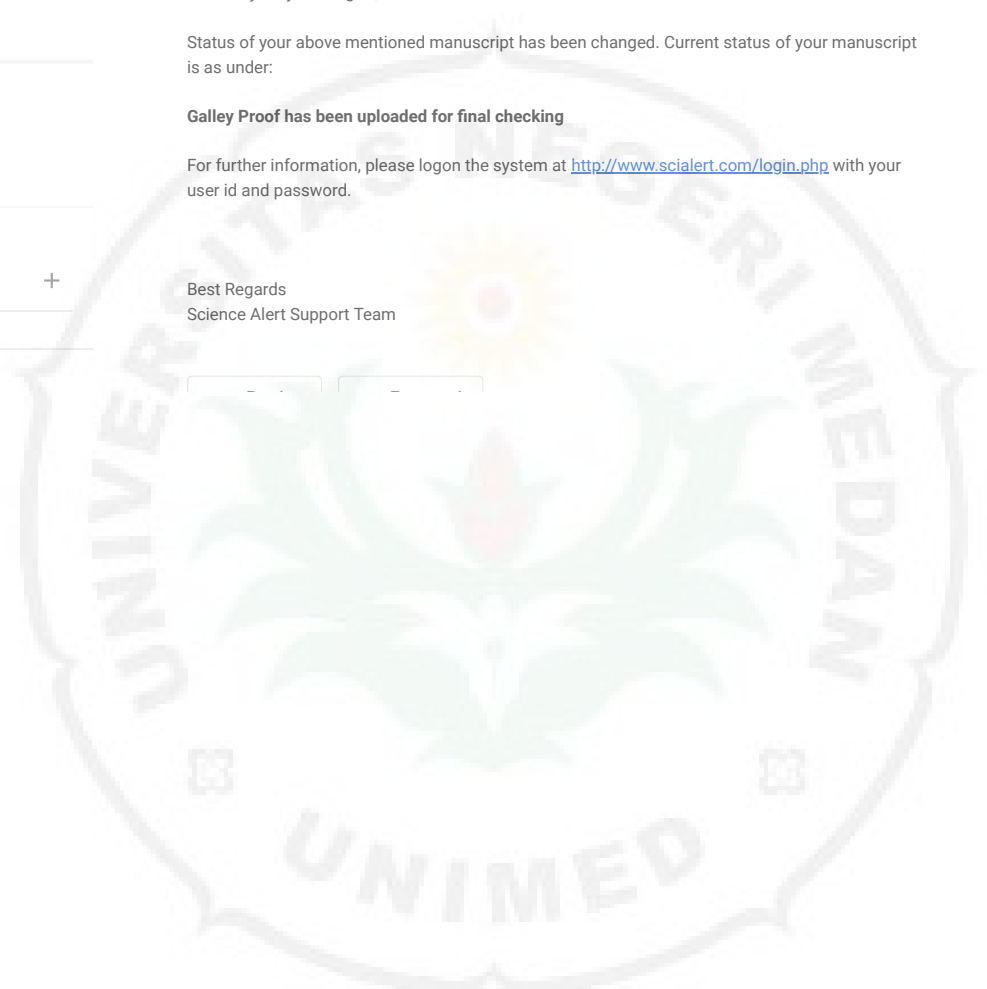 Status of your above mentioned manuscript has been changed. Current status of your manuscript
is as under:
Galley Proof has been uploaded for final checking
For further information, please logon the system at http://www.scialert.com/login.php with your
user id and password.
+
Best Regards
Science Alert Support Team
UNIVERSITAS NEGERI MEDAN
UNIMED